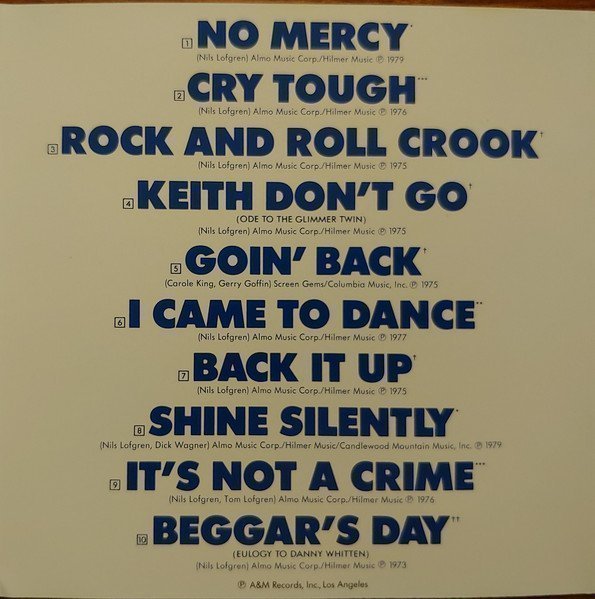 1 NO MERCY*
(Nils Lofgren) Almo Music Corp./Hilmer Music ℗ 1979
2 CRY TOUGH***
(Nils Lofgren) Almo Music Corp./Hilmer Music ℗ 1976
3 ROCK AND ROLL CROOK†
(Nils Lofgren) Almo Music Corp./Hilmer Music ℗ 1975
4 KEITH DON'T GO†
(ODE TO THE GLIMMER TWIN)
(Nils Lofgren) Almo Music Corp./Hilmer Music ℗ 1975
5 GOIN' BACK†
(Carole King, Gerry Goffin) Screen Gems/Columbia Music, Inc. ℗ 1975
6 I CAME TO DANCE**
(Nils Lofgren) Almo Music Corp./Hilmer Music ℗ 1977
7 BACK IT UP†
(Nils Lofgren) Almo Music Corp./Hilmer Music ℗ 1975
8 SHINE SILENTLY*
(Nils Lofgren, Dick Wagner) Almo Music Corp./Hilmer Music/Candlewood Mountain Music, Inc. ℗ 1979
9 IT'S NOT A CRIME***
(Nils Lofgren, Tom Lofgren) Almo Music Corp./Hilmer Music ℗ 1976
10 BEGGAR'S DAY††
(EULOGY TO DANNY WHITTEN)
(Nils Lofgren) Almo Music Corp./Hilmer Music ℗ 1973
℗ A&M Records, Inc., Los Angeles